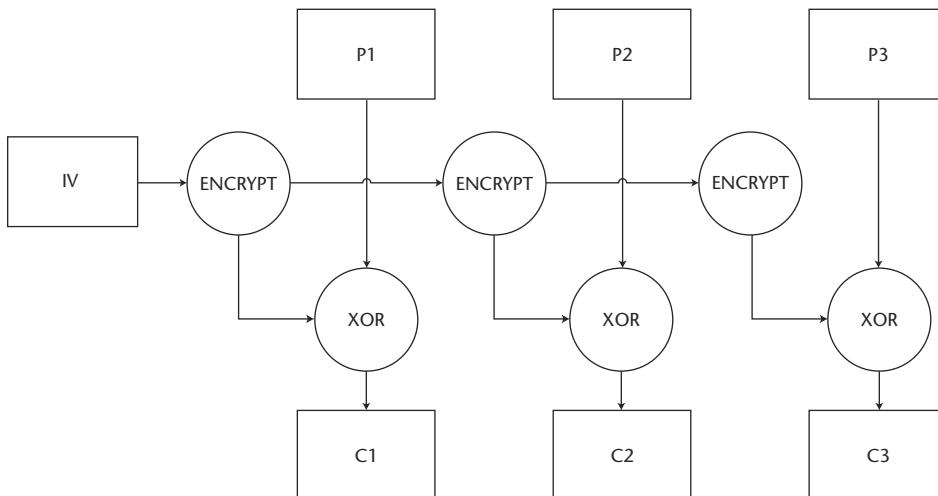 P1
P2
P3
IV
ENCRYPT
ENCRYPT
ENCRYPT
XOR
XOR
XOR
C1
C2
C3